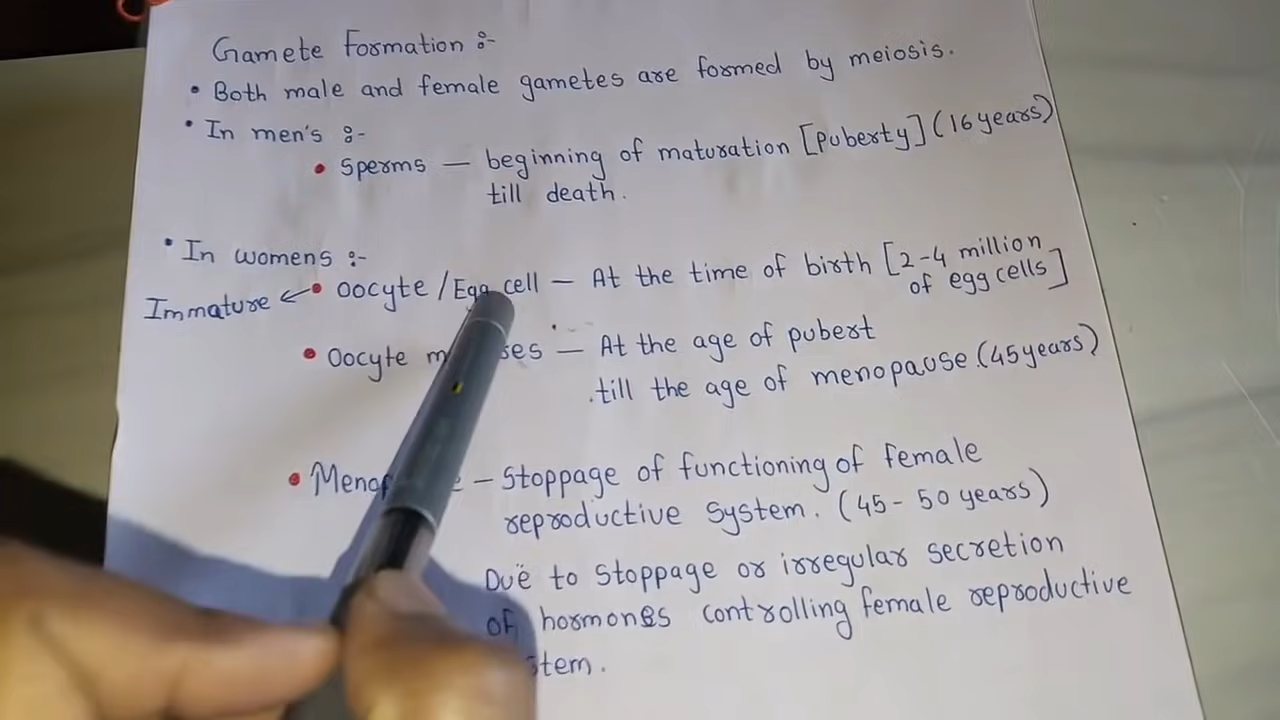 Gamete Formation :-
• Both male and female gametes are formed by meiosis.
• In men's :-
• Sperms — beginning of maturation [puberty] (16 years)
till death.
• In womens :-
Immature ← • Oocyte / Egg cell — At the time of birth [2-4 million
of egg cells]
• Oocyte — At the age of pubert
.till the age of menopause.(45 years)
• — Stoppage of functioning of female
reproductive system. (45 - 50 years)
Due to stoppage or irregular secretion
of hormones controlling female reproductive